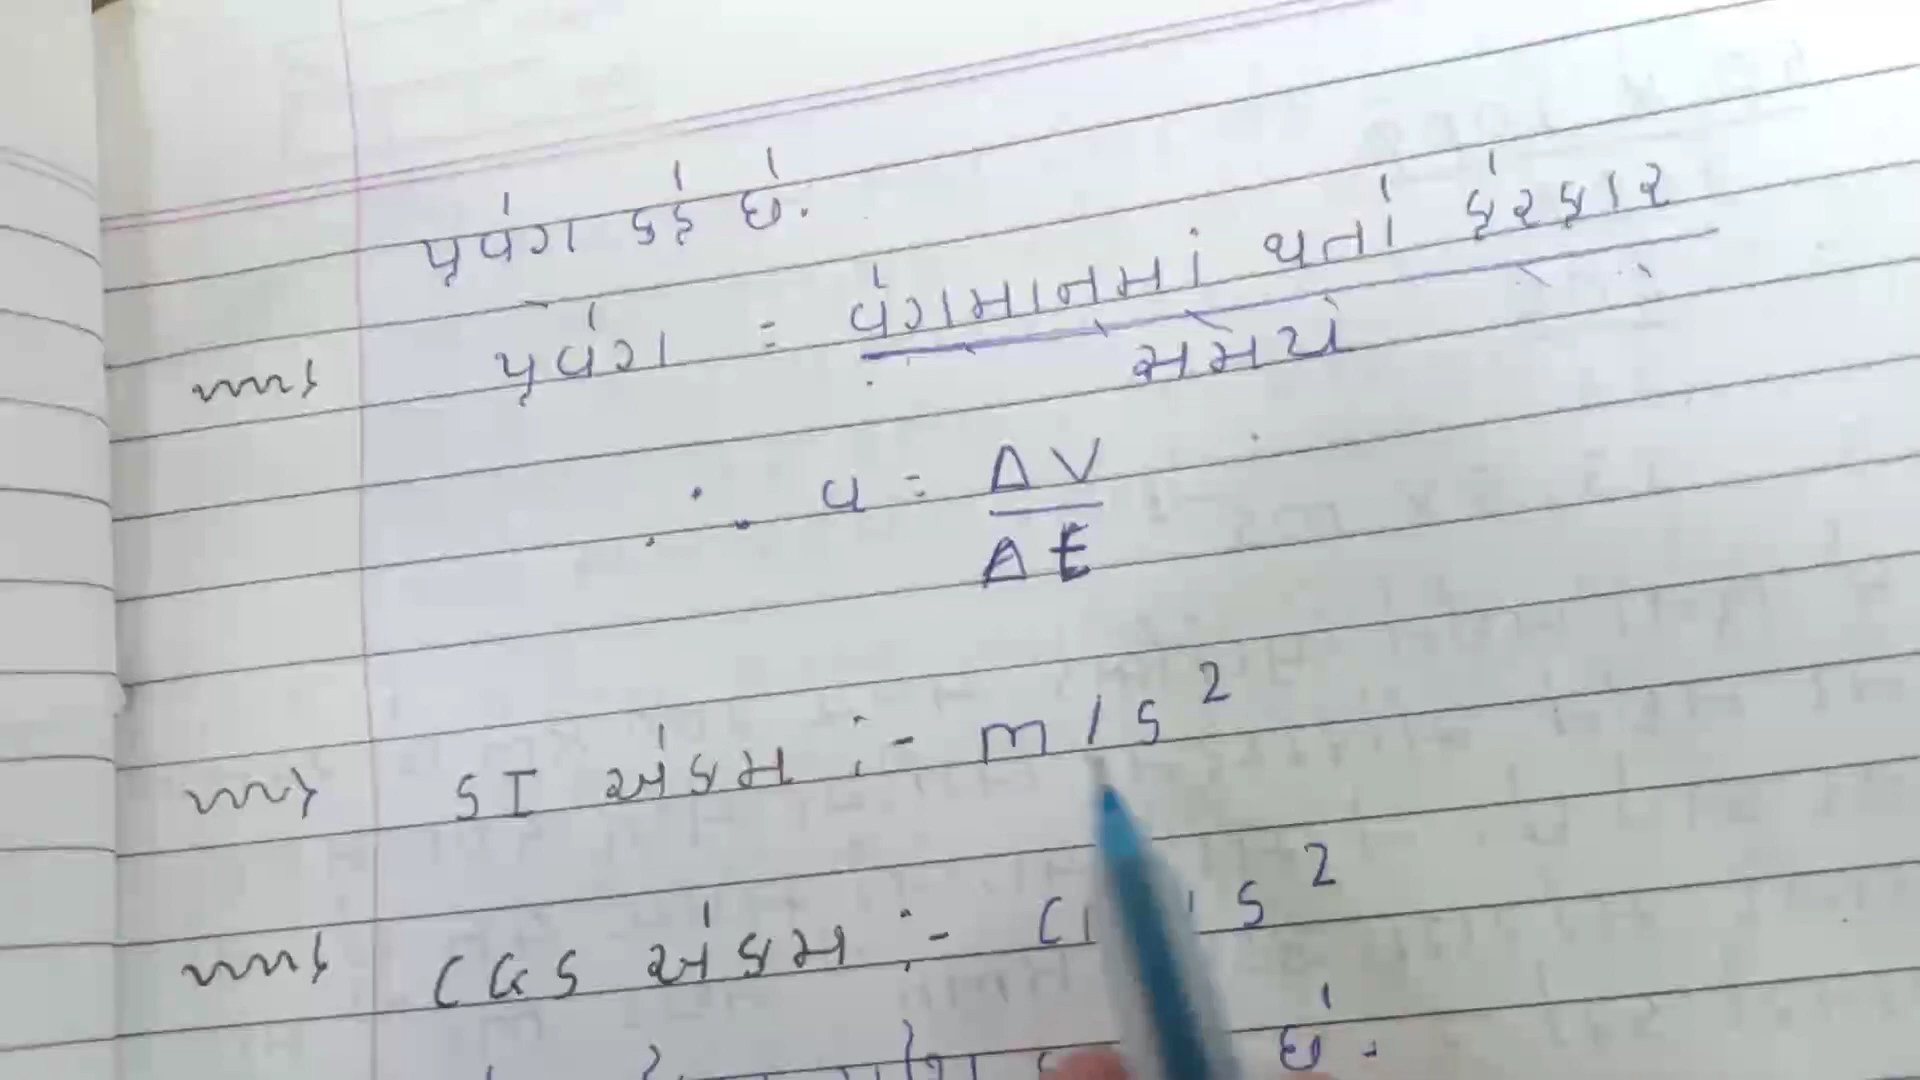 પ્રવેગ કહે છે.
પ્રવેગ = વેગમાનમાં થતો ફેરફાર
સમય
∴ a = ΔV
Δt
SI એકમ :- m/s²
CGS એકમ :- s²
છે.